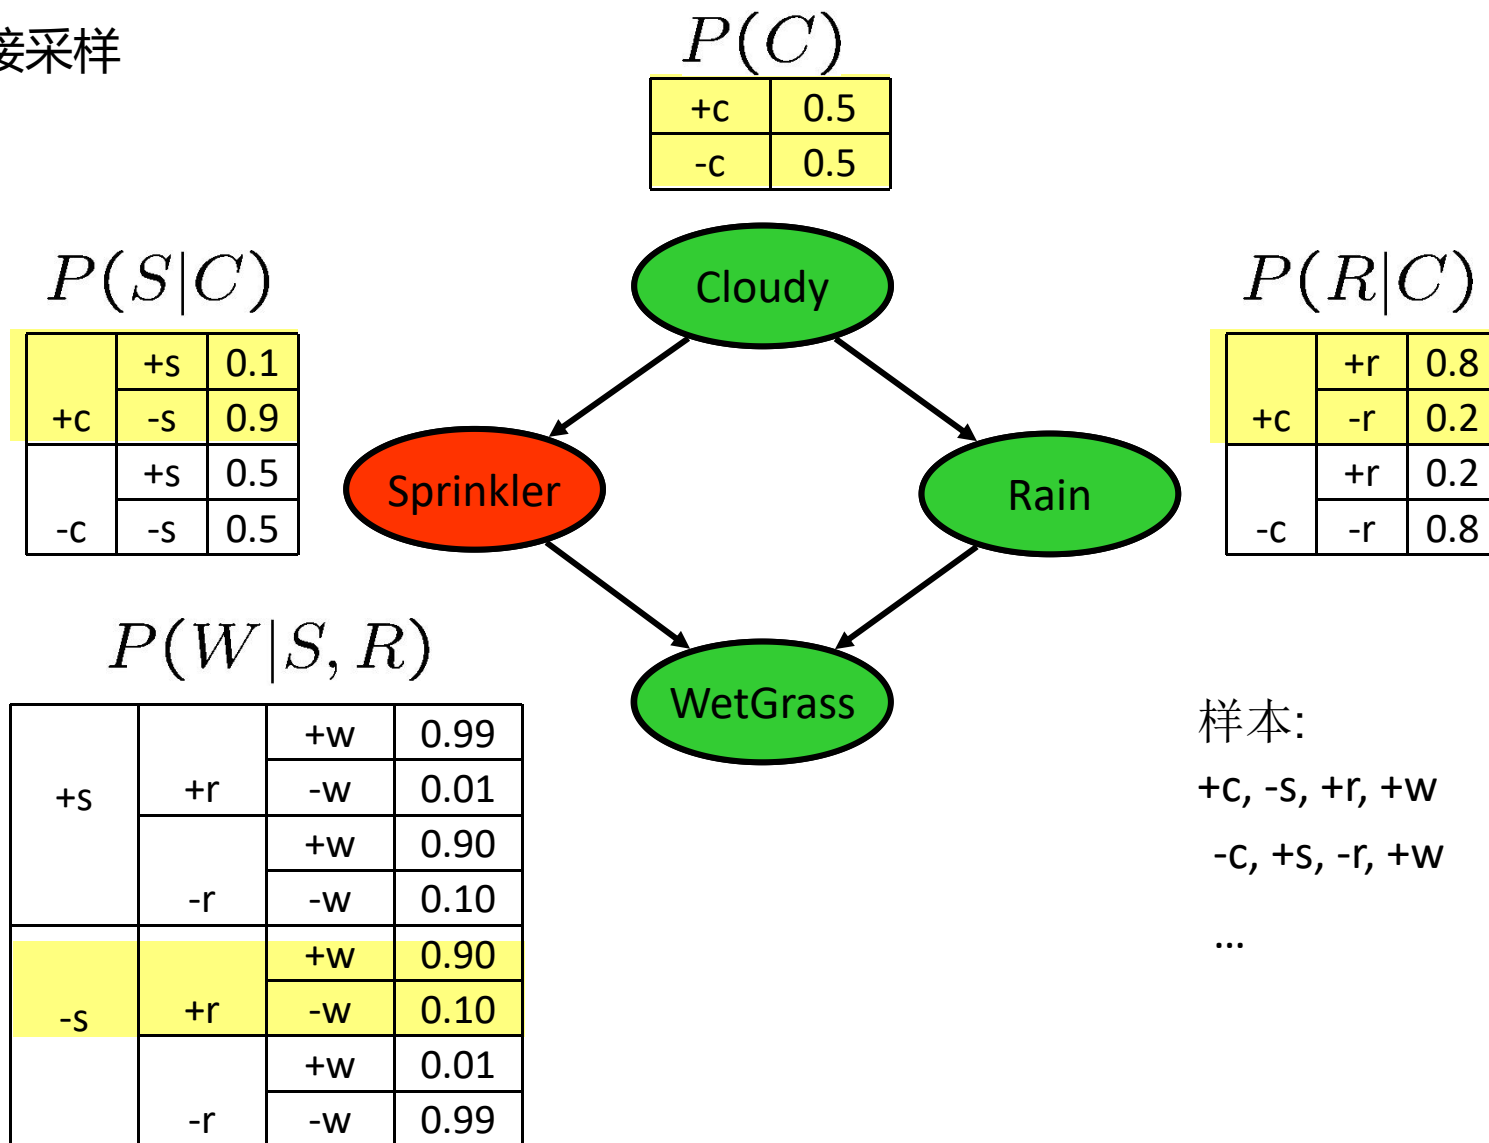 接采样
P(C)
+c 0.5
-c 0.5
Cloudy
P(S|C)
+c +s 0.1
-s 0.9
-c +s 0.5
-s 0.5
P(R|C)
+c +r 0.8
-r 0.2
-c +r 0.2
-r 0.8
Sprinkler
Rain
WetGrass
P(W|S, R)
+s +r +w 0.99
-w 0.01
-r +w 0.90
-w 0.10
-s +r +w 0.90
-w 0.10
-r +w 0.01
-w 0.99
样本:
+c, -s, +r, +w
-c, +s, -r, +w
...